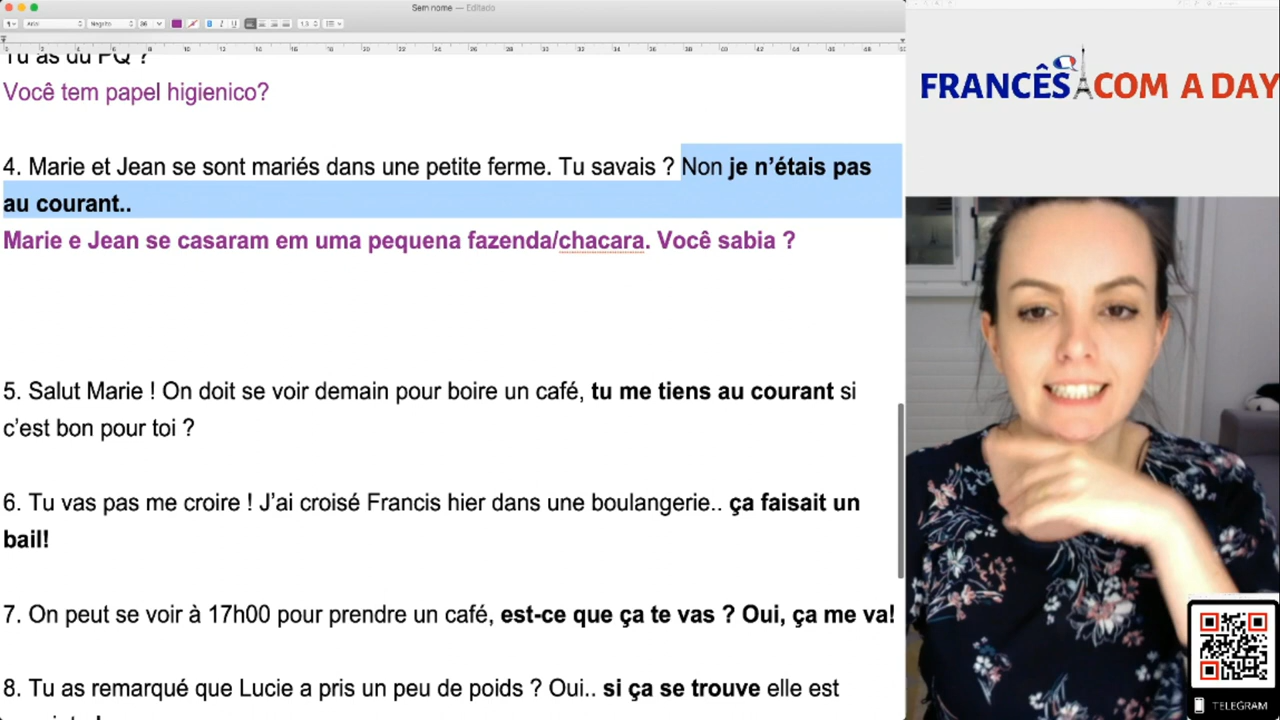 Sem nome — Editado
Tu as du PQ ?
Você tem papel higienico?
4. Marie et Jean se sont mariés dans une petite ferme. Tu savais ? Non je n’étais pas
au courant..
Marie e Jean se casaram em uma pequena fazenda/chacara. Você sabia ?
5. Salut Marie ! On doit se voir demain pour boire un café, tu me tiens au courant si
c’est bon pour toi ?
6. Tu vas pas me croire ! J’ai croisé Francis hier dans une boulangerie.. ça faisait un
bail!
7. On peut se voir à 17h00 pour prendre un café, est-ce que ça te vas ? Oui, ça me va!
8. Tu as remarqué que Lucie a pris un peu de poids ? Oui.. si ça se trouve elle est
FRANCÊS COM A DAY
TELEGRAM